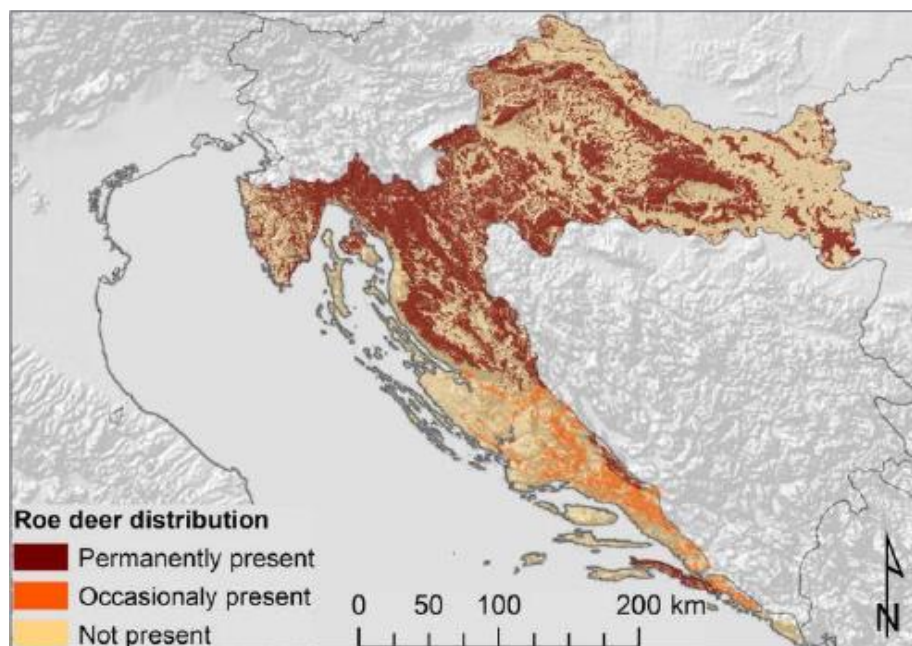 Roe deer distribution
Permanently present
Occasionaly present
Not present
0 50 100 200 km
N